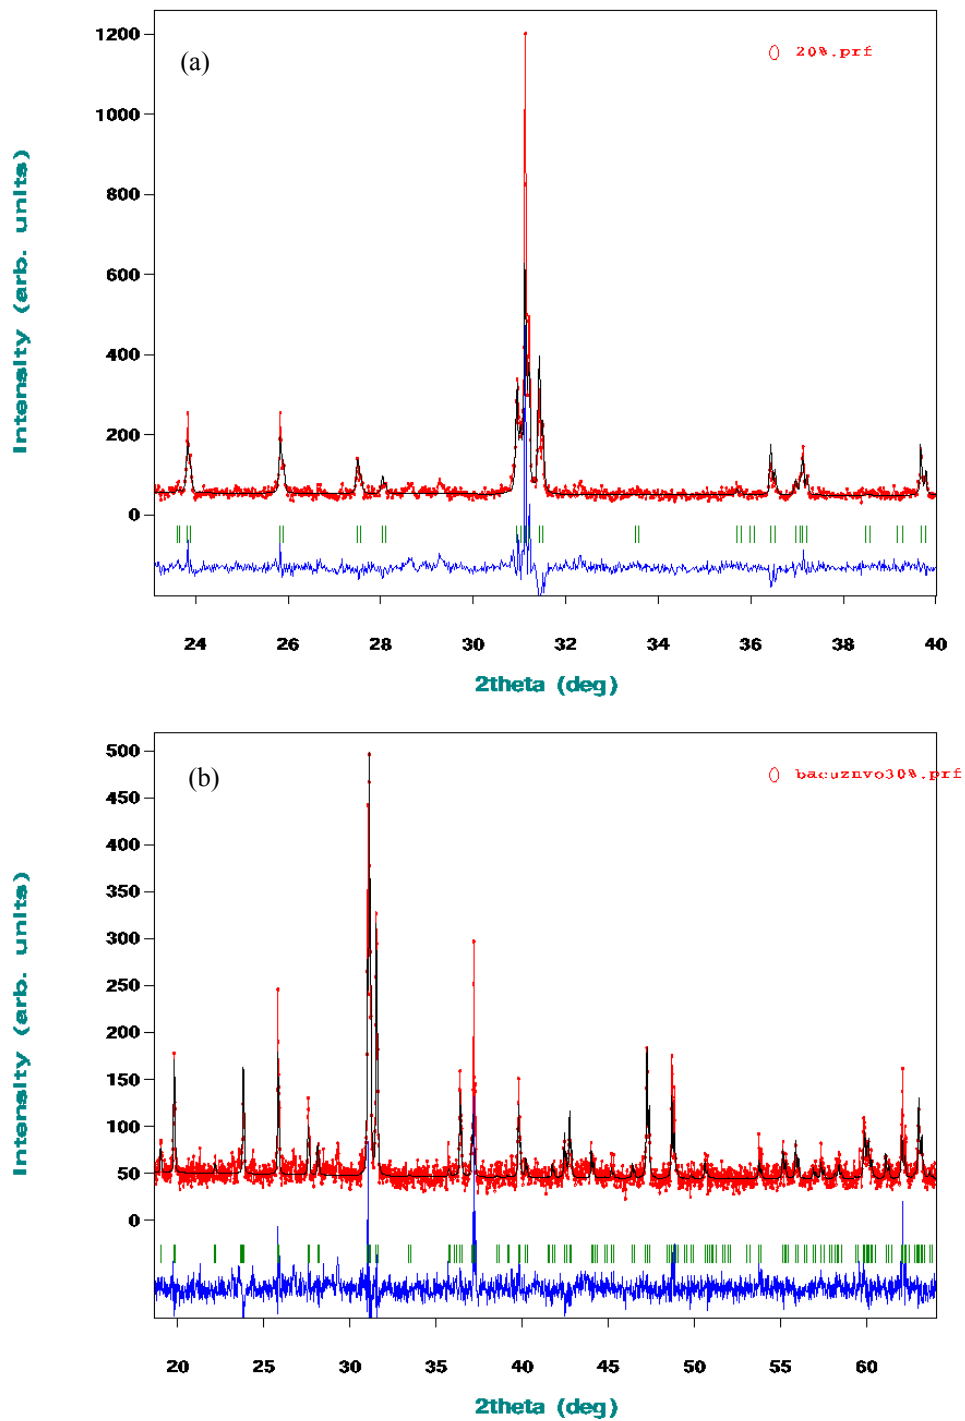 (a)
20%.prf
1200
1000
800
600
400
200
0
Intensity (arb. units)
24 26 28 30 32 34 36 38 40
2theta (deg)
(b)
bacuznvo30%.prf
500
450
400
350
300
250
200
150
100
50
0
Intensity (arb. units)
20 25 30 35 40 45 50 55 60
2theta (deg)